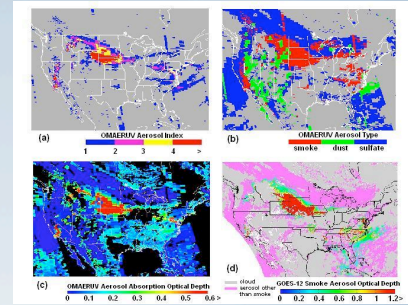 (a)
OMAERUV Aerosol Index
1 2 3 4 >
(b)
OMAERUV Aerosol Type
smoke dust sulfate
(c)
OMAERUV Aerosol Absorption Optical Depth
0 0.1 0.2 0.3 0.4 0.5 0.6 >
(d)
cloud
aerosol other
than smoke
GOES-12 Smoke Aerosol Optical Depth
0 0.2 0.4 0.6 0.8 1 1.2>